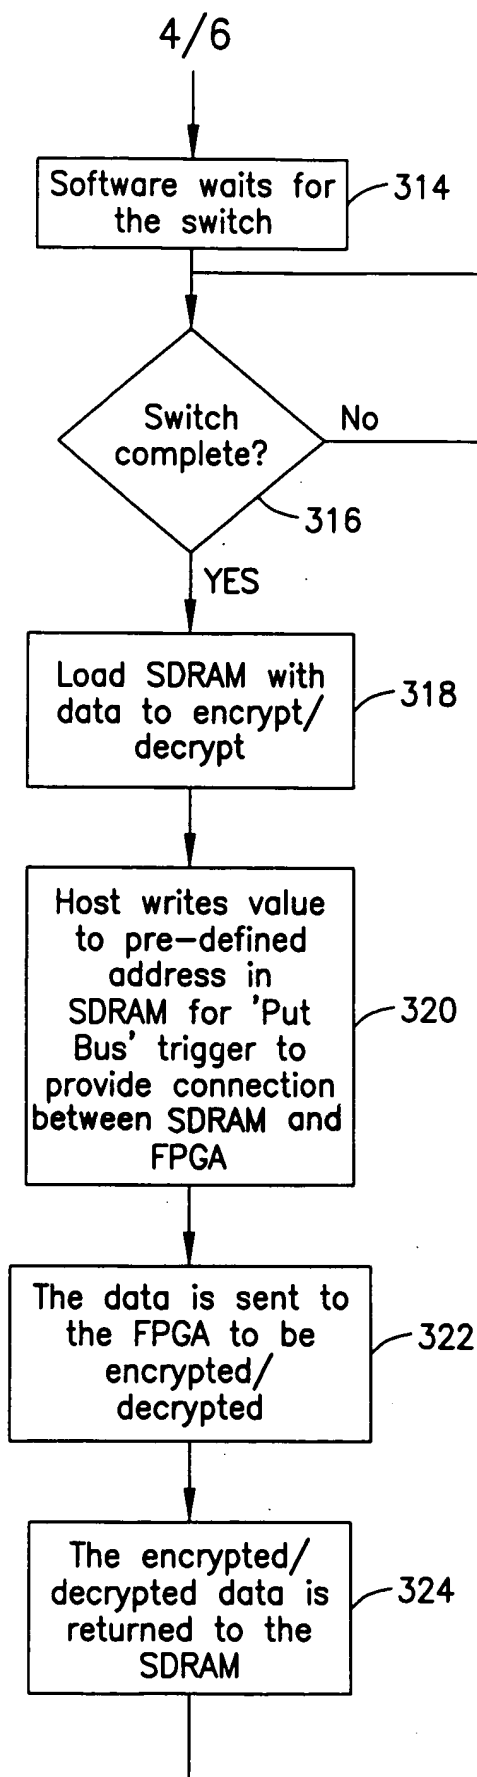 4/6
Software waits for
the switch
314
Switch
complete?
No
316
YES
Load SDRAM with
data to encrypt/
decrypt
318
Host writes value
to pre-defined
address in
SDRAM for 'Put
Bus' trigger to
provide connection
between SDRAM and
FPGA
320
The data is sent to
the FPGA to be
encrypted/
decrypted
322
The encrypted/
decrypted data is
returned to the
SDRAM
324